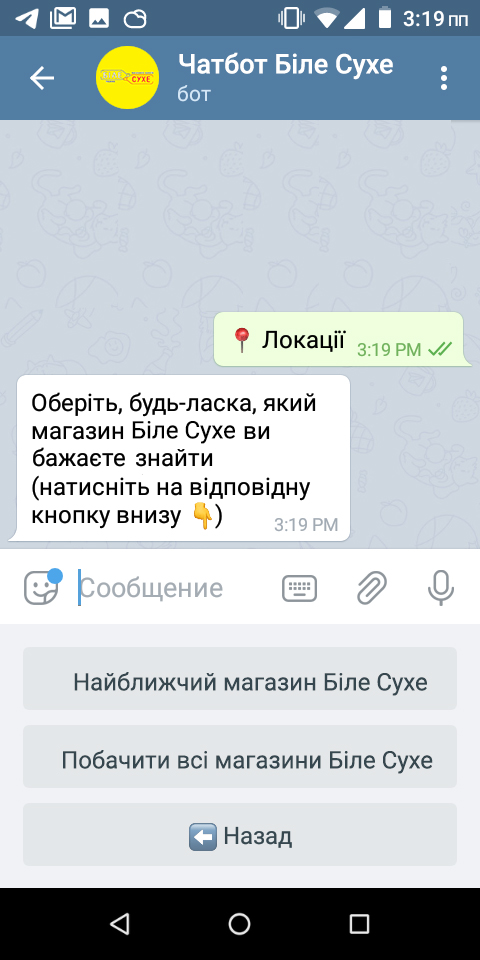 3:19 пп
Чатбот Біле Сухе
бот
СУХЕ
📍 Локації
3:19 PM
Оберіть, будь-ласка, який
магазин Біле Сухе ви
бажаєте знайти
(натисніть на відповідну
кнопку внизу 👇)
3:19 PM
Сообщение
Найближчий магазин Біле Сухе
Побачити всі магазини Біле Сухе
⬅️ Назад